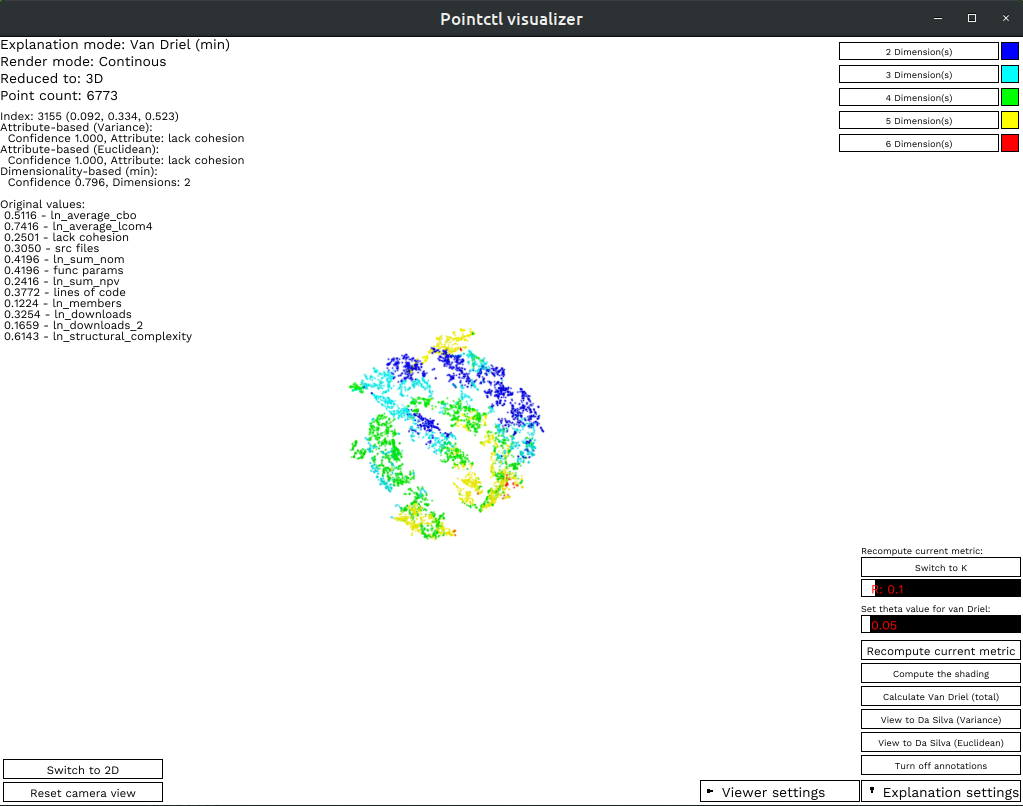 Pointctl visualizer
Explanation mode: Van Driel (min)
Render mode: Continous
Reduced to: 3D
Point count: 6773
Index: 3155 (0.092, 0.334, 0.523)
Attribute-based (Variance):
Confidence 1.000, Attribute: lack cohesion
Attribute-based (Euclidean):
Confidence 1.000, Attribute: lack cohesion
Dimensionality-based (min):
Confidence 0.796, Dimensions: 2
Original values:
0.5116 - ln_average_cbo
0.7416 - ln_average_lcom4
0.2501 - lack cohesion
0.3050 - src files
0.4196 - ln_sum_nom
0.4196 - func params
0.2416 - ln_sum_npv
0.3772 - lines of code
0.1224 - ln_members
0.3254 - ln_downloads
0.1659 - ln_downloads_2
0.6143 - ln_structural_complexity
2 Dimension(s)
3 Dimension(s)
4 Dimension(s)
5 Dimension(s)
6 Dimension(s)
Recompute current metric:
Switch to K
R: 0.1
Set theta value for van Driel:
0.05
Recompute current metric
Compute the shading
Calculate Van Driel (total)
View to Da Silva (Variance)
View to Da Silva (Euclidean)
Turn off annotations
Switch to 2D
Reset camera view
Viewer settings
Explanation settings